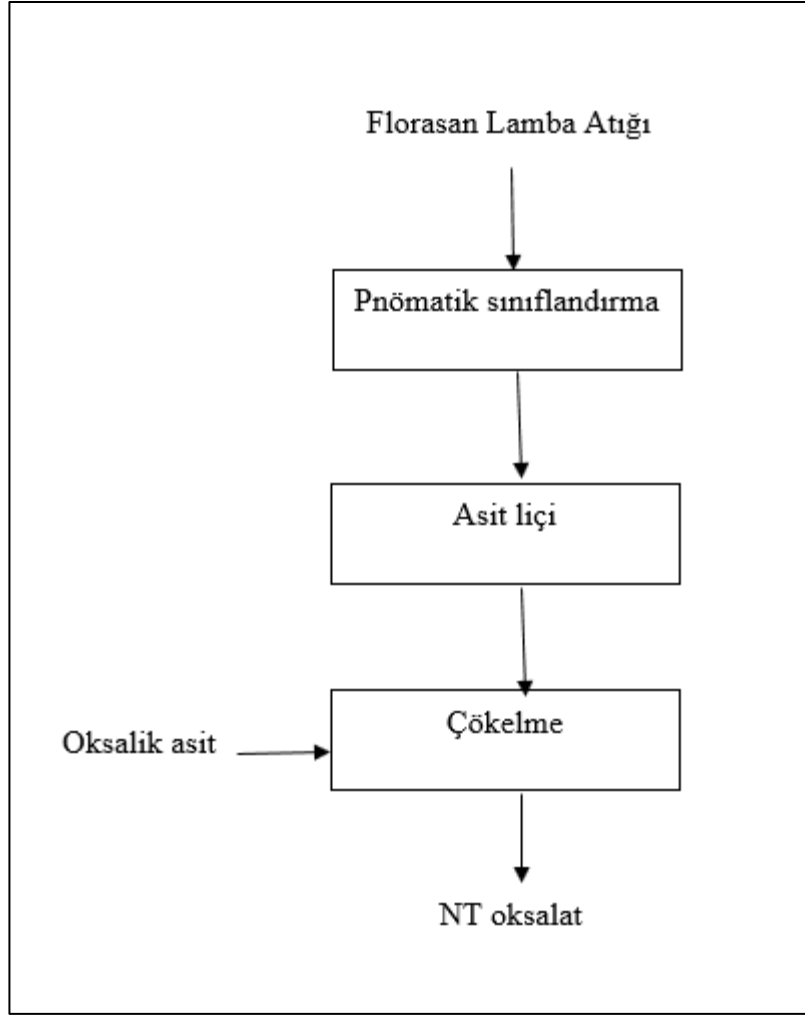 Florasan Lamba Atığı
Pnömatik sınıflandırma
Asit liçi
Çökelme
Oksalik asit
NT oksalat